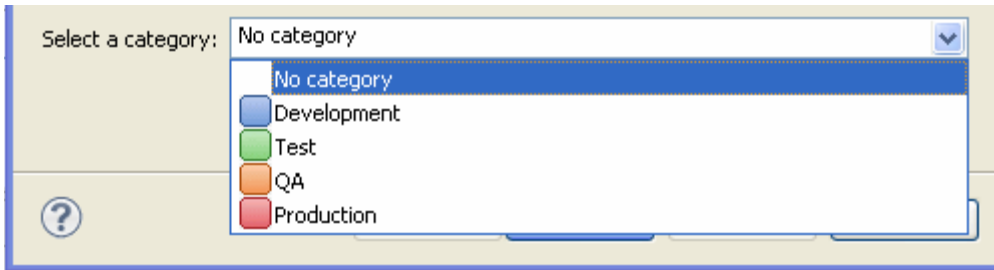 Select a category: No category
No category
Development
Test
QA
Production
?